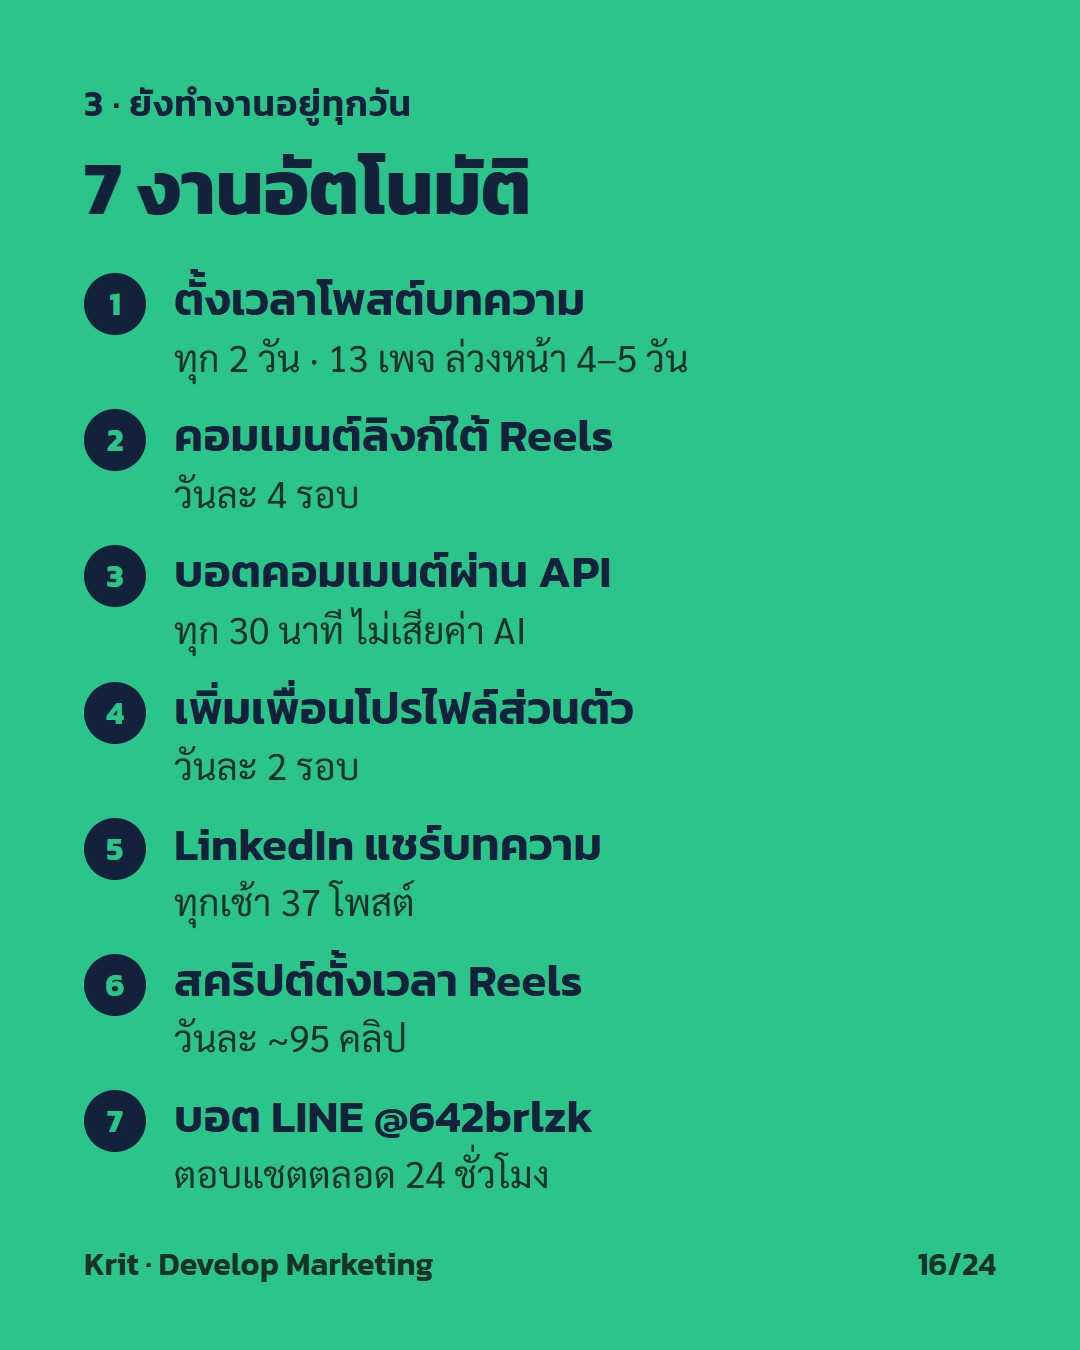 3 · ยังทำงานอยู่ทุกวัน
7 งานอัตโนมัติ
1 ตั้งเวลาโพสต์บทความ
ทุก 2 วัน · 13 เพจ ล่วงหน้า 4–5 วัน
2 คอมเมนต์ลิงก์ใต้ Reels
วันละ 4 รอบ
3 บอตคอมเมนต์ผ่าน API
ทุก 30 นาที ไม่เสียค่า AI
4 เพิ่มเพื่อนโปรไฟล์ส่วนตัว
วันละ 2 รอบ
5 LinkedIn แชร์บทความ
ทุกเช้า 37 โพสต์
6 สคริปต์ตั้งเวลา Reels
วันละ ~95 คลิป
7 บอต LINE @642brlzk
ตอบแชตตลอด 24 ชั่วโมง
Krit · Develop Marketing 16/24